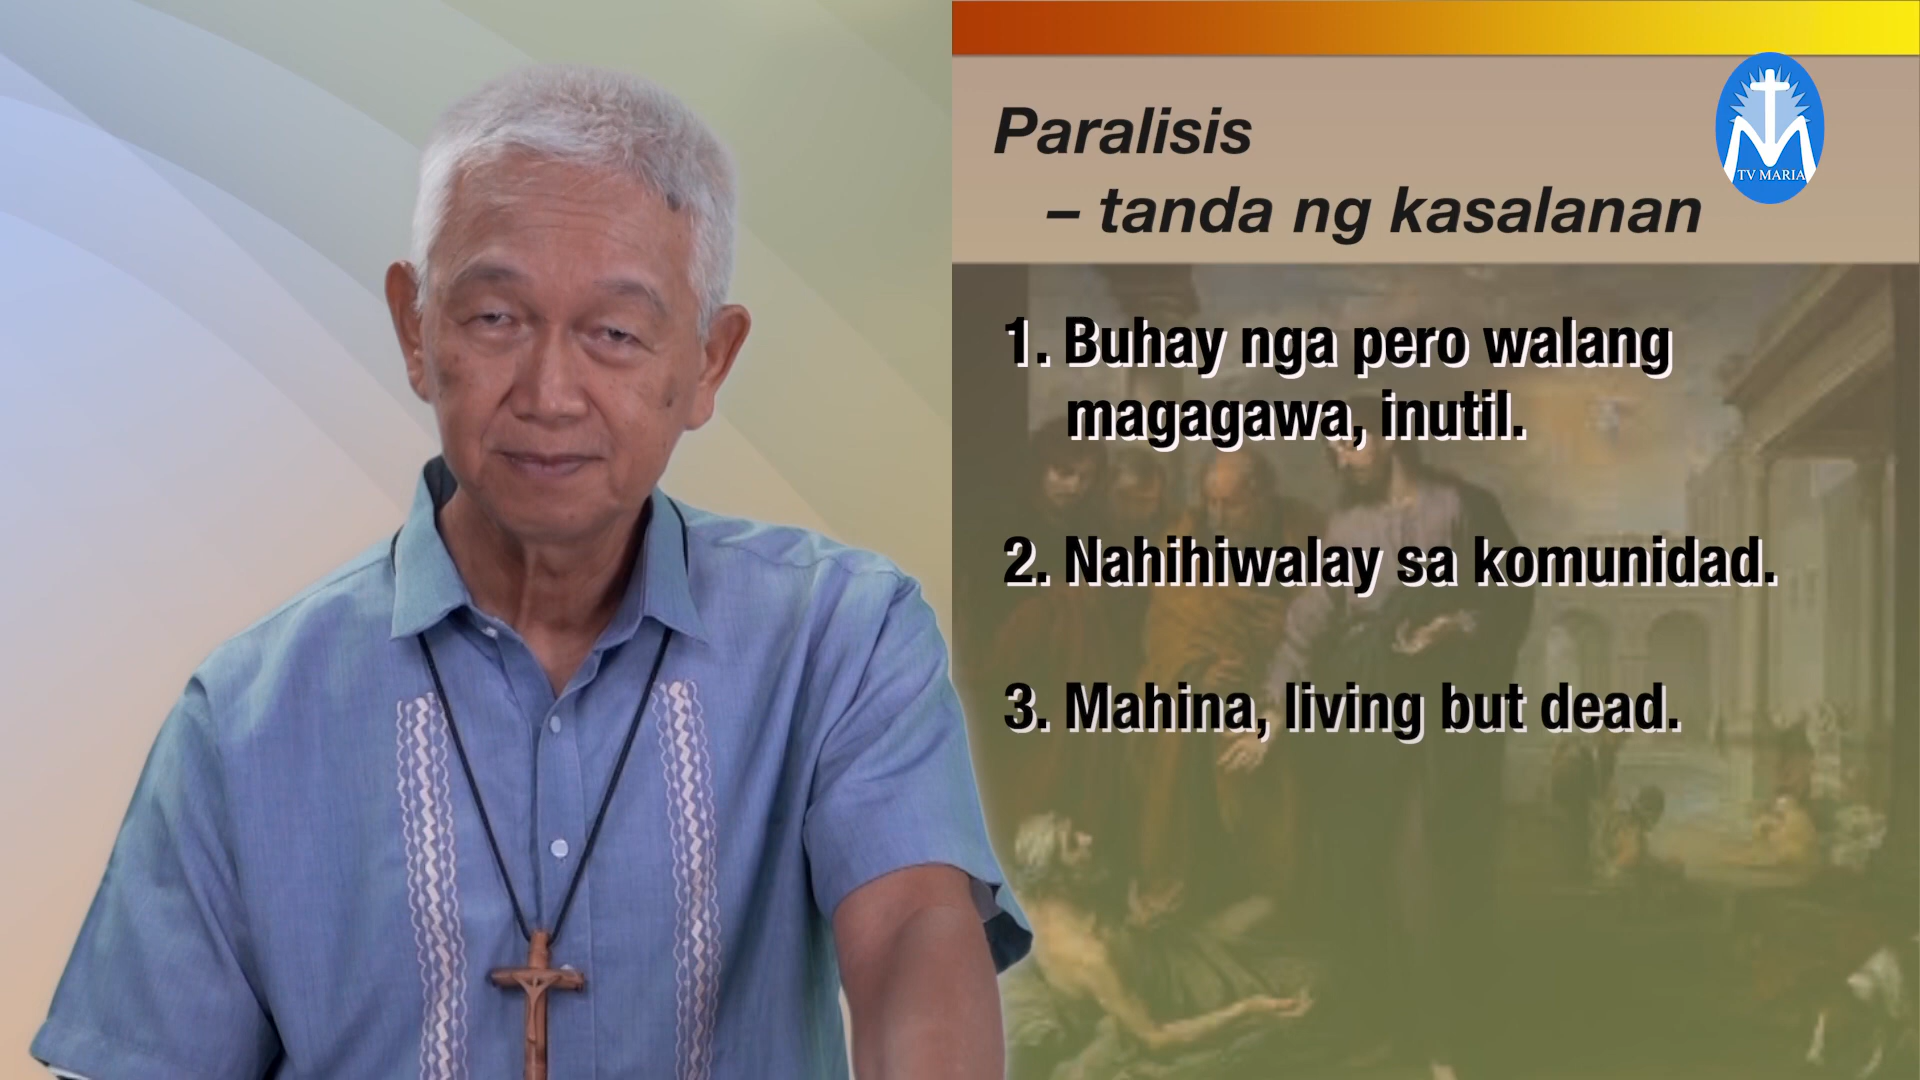 Paralisis
– tanda ng kasalanan
TV MARIA
1. Buhay nga pero walang
magagawa, inutil.
2. Nahihiwalay sa komunidad.
3. Mahina, living but dead.